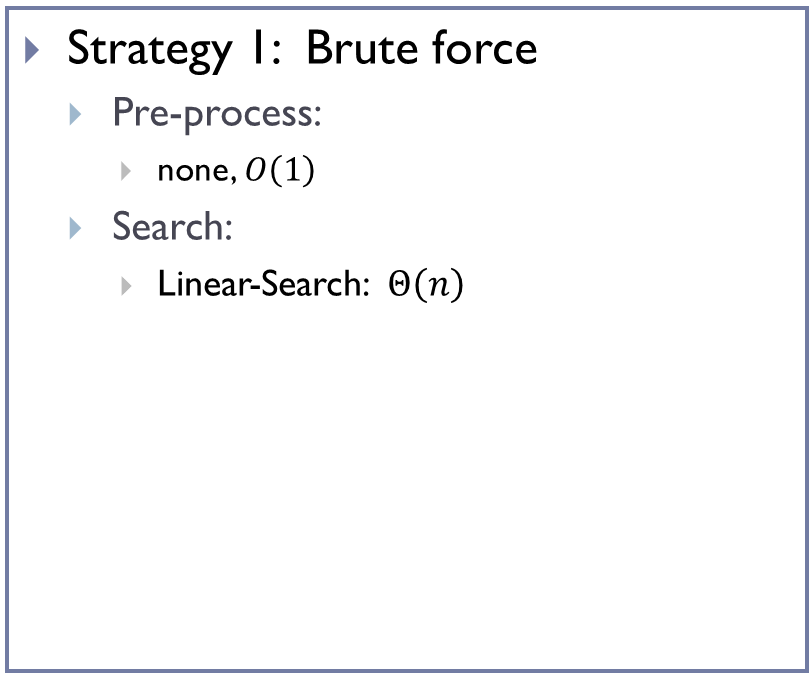 Strategy 1: Brute force
Pre-process:
none, O(1)
Search:
Linear-Search: Θ(n)